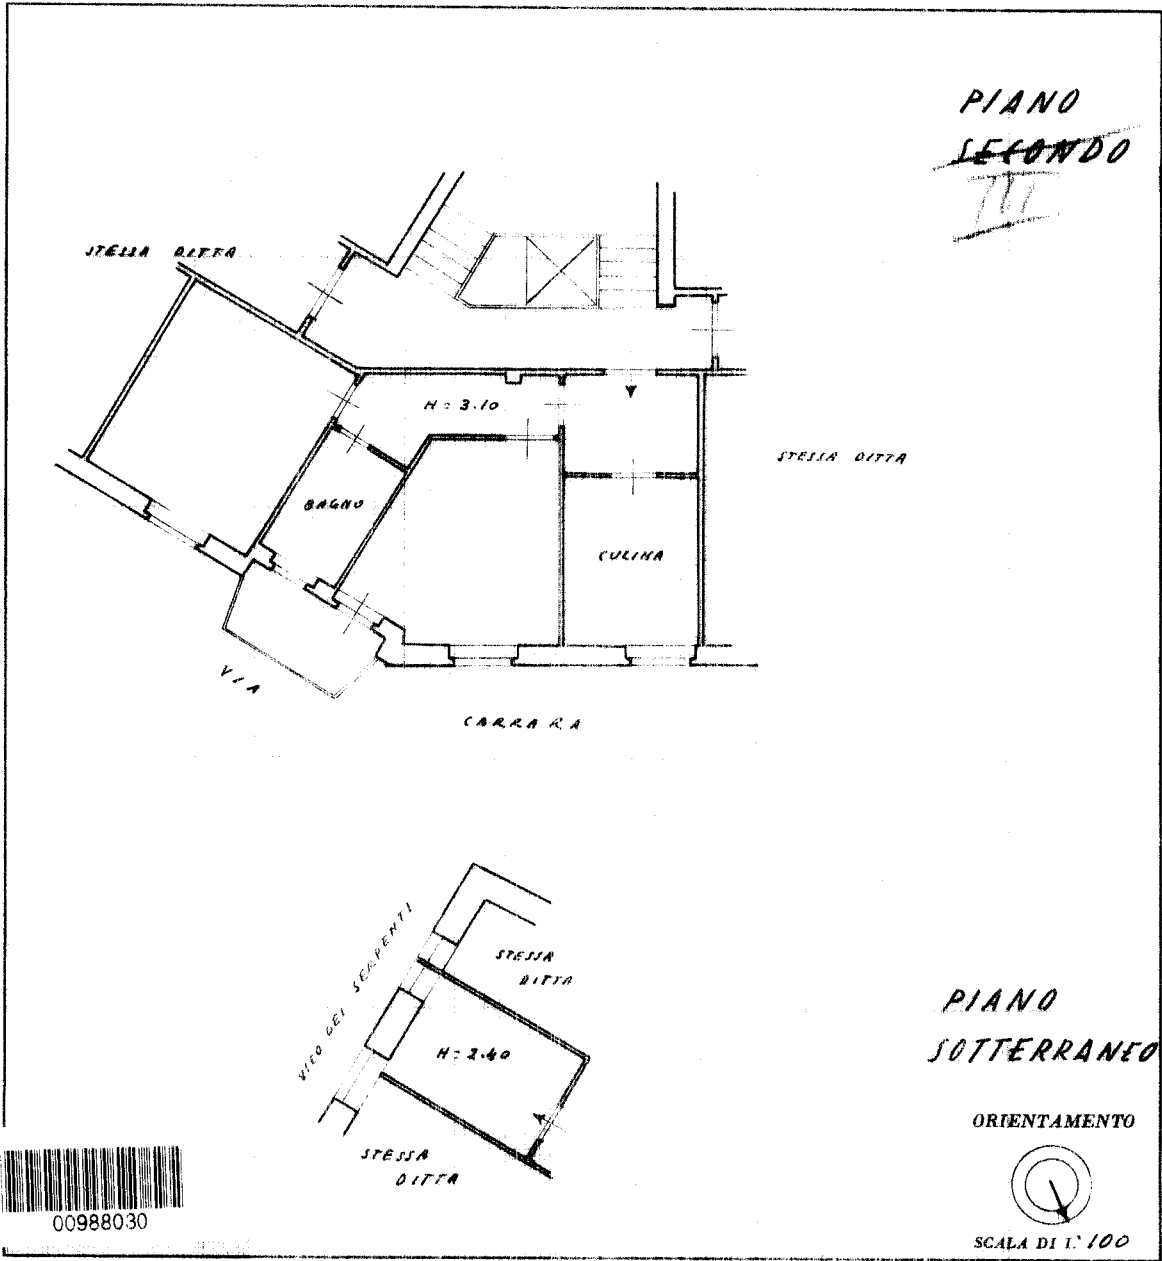 PIANO
SECONDO
III
STESSA DITTA
H = 3.10
STESSA DITTA
BAGNO
CUCINA
VIA
CARRARA
VICO DEI SERPENTI
STESSA
DITTA
H = 2.40
STESSA
DITTA
PIANO
SOTTERRANEO
ORIENTAMENTO
SCALA DI 1: 100
00988030